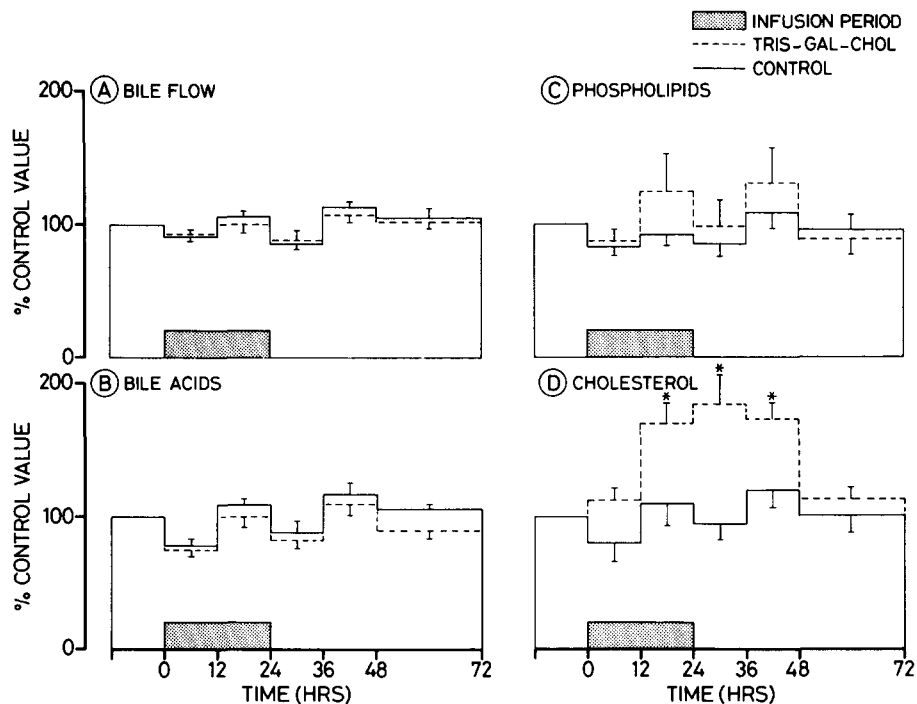 INFUSION PERIOD
TRIS-GAL-CHOL
CONTROL
A BILE FLOW
C PHOSPHOLIPIDS
% CONTROL VALUE
200
100
0
B BILE ACIDS
D CHOLESTEROL
% CONTROL VALUE
200
100
0
* * *
0 12 24 36 48 72
TIME (HRS)
0 12 24 36 48 72
TIME (HRS)